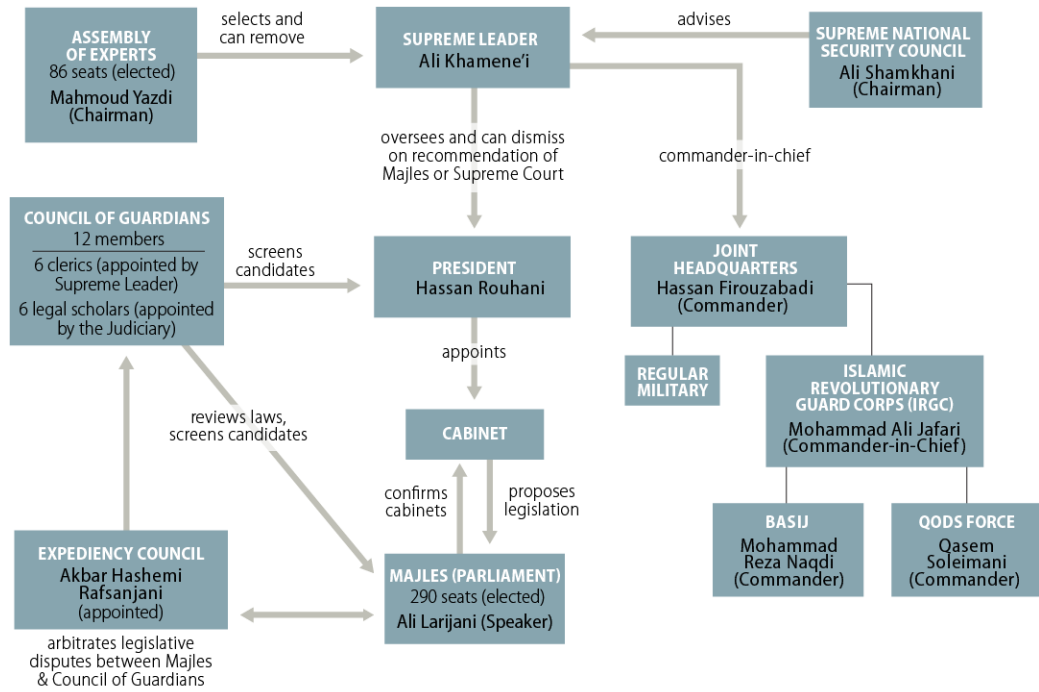 selects and
can remove
advises
ASSEMBLY
OF EXPERTS
86 seats (elected)
Mahmoud Yazdi
(Chairman)
SUPREME LEADER
Ali Khamene’i
SUPREME NATIONAL
SECURITY COUNCIL
Ali Shamkhani
(Chairman)
oversees and can dismiss
on recommendation of
Majles or Supreme Court
commander-in-chief
COUNCIL OF GUARDIANS
12 members
6 clerics (appointed by
Supreme Leader)
6 legal scholars (appointed
by the Judiciary)
screens
candidates
PRESIDENT
Hassan Rouhani
JOINT
HEADQUARTERS
Hassan Firouzabadi
(Commander)
appoints
REGULAR
MILITARY
ISLAMIC
REVOLUTIONARY
GUARD CORPS (IRGC)
Mohammad Ali Jafari
(Commander-in-Chief)
reviews laws,
screens candidates
CABINET
confirms
cabinets
proposes
legislation
BASIJ
Mohammad
Reza Naqdi
(Commander)
QODS FORCE
Qasem
Soleimani
(Commander)
EXPEDIENCY COUNCIL
Akbar Hashemi
Rafsanjani
(appointed)
MAJLES (PARLIAMENT)
290 seats (elected)
Ali Larijani (Speaker)
arbitrates legislative
disputes between Majles
& Council of Guardians